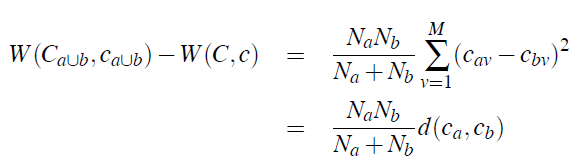 W(C_{a∪b}, c_{a∪b}) − W(C, c) = \frac{N_a N_b}{N_a + N_b} \sum_{v=1}^{M} (c_{av} − c_{bv})^2
= \frac{N_a N_b}{N_a + N_b} d(c_a, c_b)